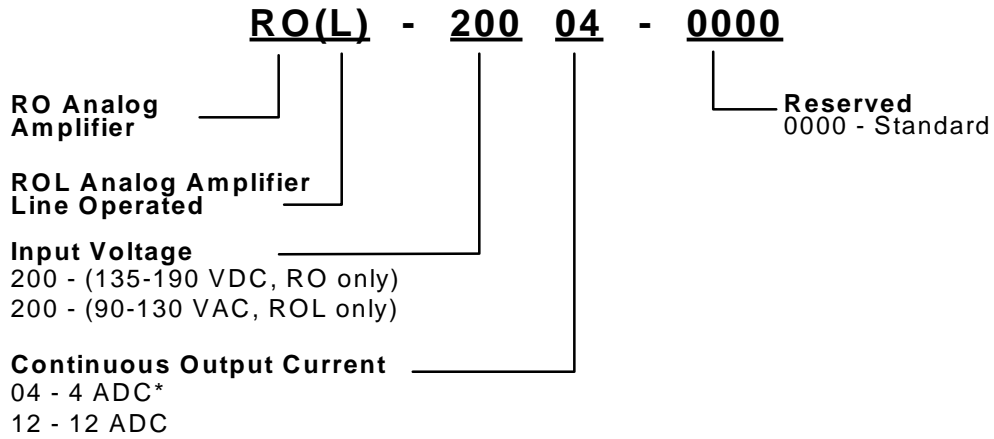 RO(L) - 200 04 - 0000
RO Analog
Amplifier
Reserved
0000 - Standard
ROL Analog Amplifier
Line Operated
Input Voltage
200 - (135-190 VDC, RO only)
200 - (90-130 VAC, ROL only)
Continuous Output Current
04 - 4 ADC*
12 - 12 ADC